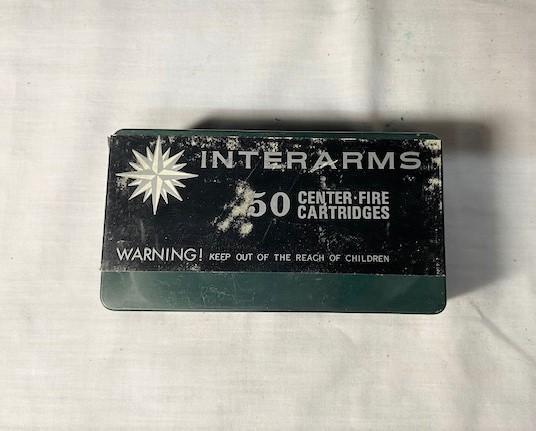 INTERARMS
50 CENTER·FIRE
CARTRIDGES
WARNING! KEEP OUT OF THE REACH OF CHILDREN